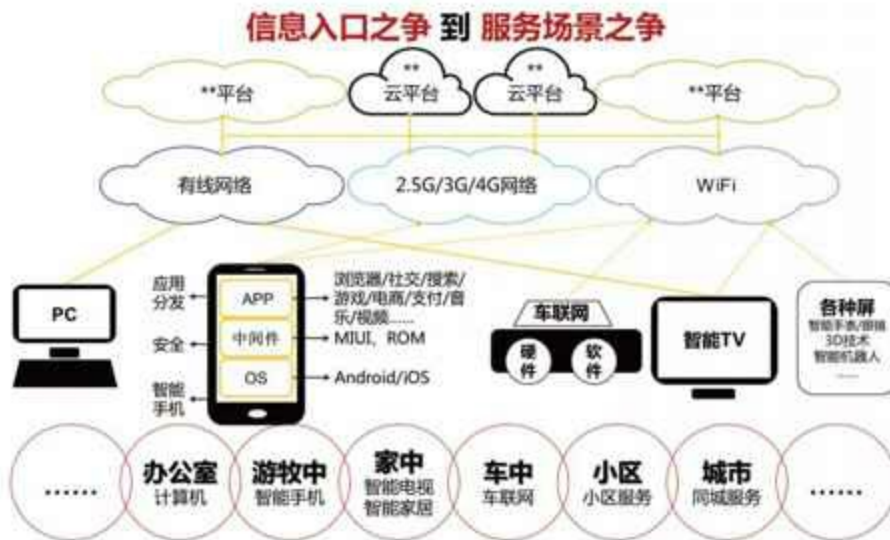 信息入口之争 到 服务场景之争
**平台
**
云平台
**
云平台
**平台
有线网络
2.5G/3G/4G网络
WiFi
PC
应用
分发
安全
智能
手机
APP
中间件
OS
浏览器/社交/搜索/
游戏/电商/支付/音
乐/视频……
MIUI、ROM
Android/iOS
车联网
硬
件
软
件
智能TV
各种屏
智能手表/眼镜
3D技术
智能机器人
……
……
办公室
计算机
游牧中
智能手机
家中
智能电视
智能家居
车中
车联网
小区
小区服务
城市
同城服务
……